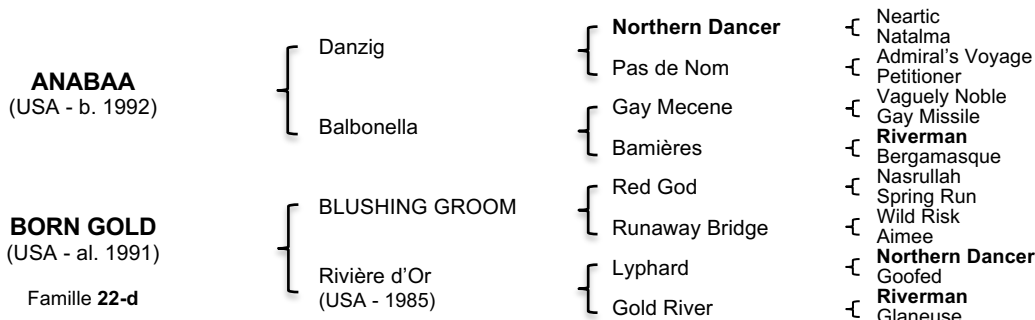 ANABAA
(USA - b. 1992)
Danzig
Balbonella
Northern Dancer
Pas de Nom
Gay Mecene
Bamières
Neartic
Natalma
Admiral's Voyage
Petitioner
Vaguely Noble
Gay Missile
Riverman
Bergamasque
BORN GOLD
(USA - al. 1991)
Famille 22-d
BLUSHING GROOM
Rivière d'Or
(USA - 1985)
Red God
Runaway Bridge
Lyphard
Gold River
Nasrullah
Spring Run
Wild Risk
Aimee
Northern Dancer
Goofed
Riverman
Glaneuse